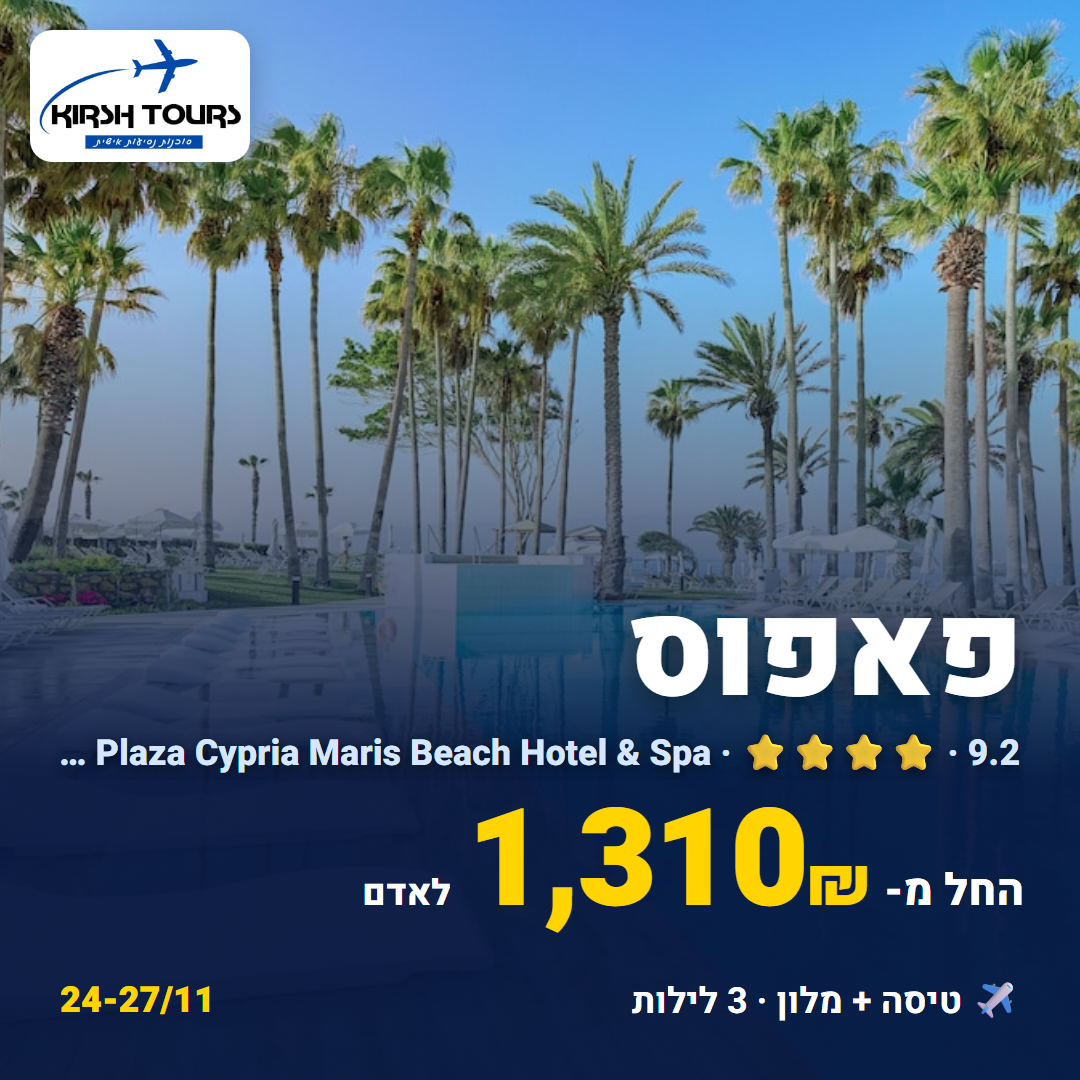 KIRSH TOURS
סוכנות נסיעות אישית
פאפוס
9.2 · ⭐⭐⭐⭐ · Plaza Cypria Maris Beach Hotel & Spa ...
החל מ- ₪1,310 לאדם
✈️ טיסה + מלון · 3 לילות
24-27/11